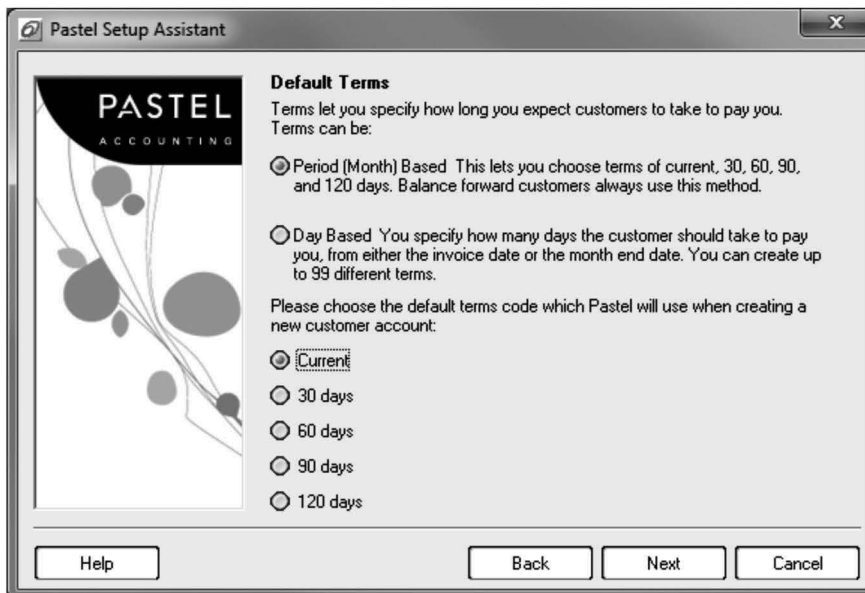 Pastel Setup Assistant
PASTEL
ACCOUNTING
Default Terms
Terms let you specify how long you expect customers to take to pay you.
Terms can be:
Period (Month) Based This lets you choose terms of current, 30, 60, 90,
and 120 days. Balance forward customers always use this method.
Day Based You specify how many days the customer should take to pay
you, from either the invoice date or the month end date. You can create up
to 99 different terms.
Please choose the default terms code which Pastel will use when creating a
new customer account:
Current
30 days
60 days
90 days
120 days
Help
Back
Next
Cancel